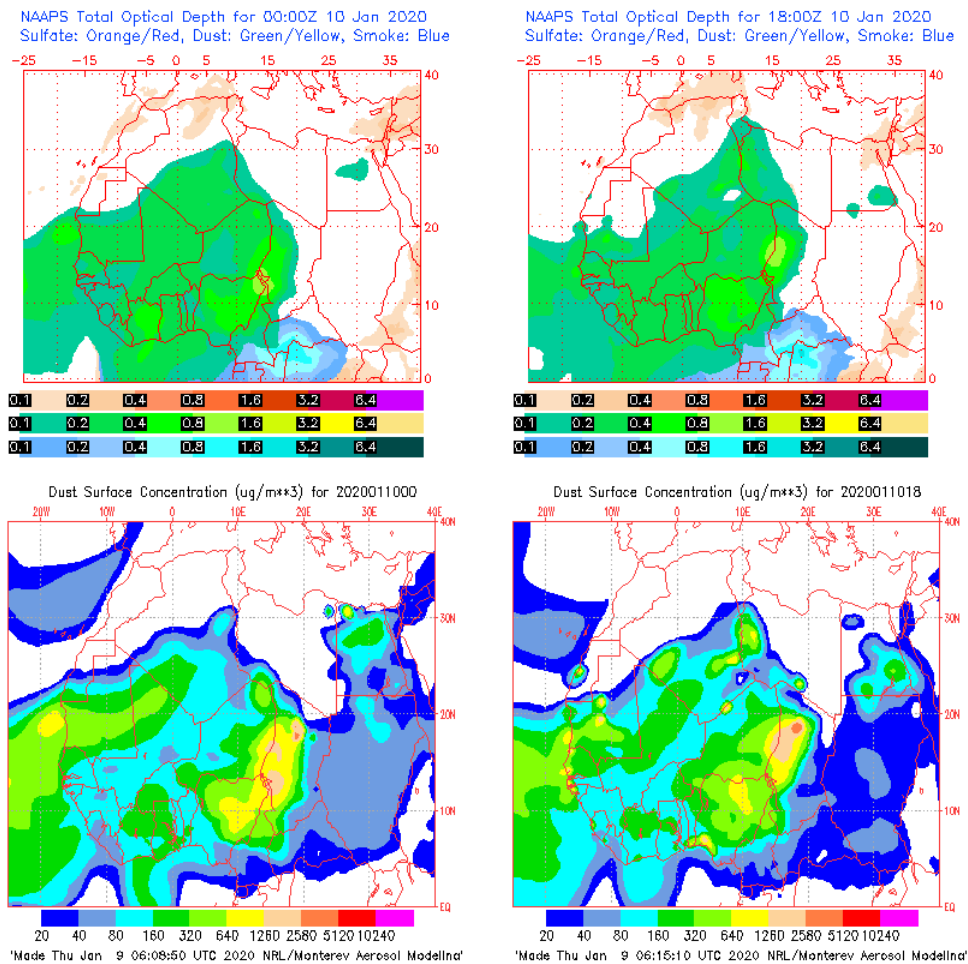 NAAPS Total Optical Depth for 00:00Z 10 Jan 2020
Sulfate: Orange/Red, Dust: Green/Yellow, Smoke: Blue
-25 -15 -5 0 5 15 25 40
30
20
10
0
0.1 0.2 0.4 0.8 1.6 3.2 6.4
0.1 0.2 0.4 0.8 1.6 3.2 6.4
0.1 0.2 0.4 0.8 1.6 3.2 6.4
NAAPS Total Optical Depth for 18:00Z 10 Jan 2020
Sulfate: Orange/Red, Dust: Green/Yellow, Smoke: Blue
-25 -15 -5 0 5 15 25 40
30
20
10
0
0.1 0.2 0.4 0.8 1.6 3.2 6.4
0.1 0.2 0.4 0.8 1.6 3.2 6.4
0.1 0.2 0.4 0.8 1.6 3.2 6.4
Dust Surface Concentration (ug/m**3) for 2020011000
20W 10W 0 10E 20E 30E 40E
40N
30N
20N
10N
EQ
20 40 80 160 320 640 1260 2580 5120 10240
'Made Thu Jan 9 06:08:50 UTC 2020 NRL/Monterey Aerosol Modelina'
Dust Surface Concentration (ug/m**3) for 2020011018
20W 10W 0 10E 20E 30E 40E
40N
30N
20N
10N
EQ
20 40 80 160 320 640 1260 2580 5120 10240
'Made Thu Jan 9 06:15:10 UTC 2020 NRL/Monterey Aerosol Modelina'